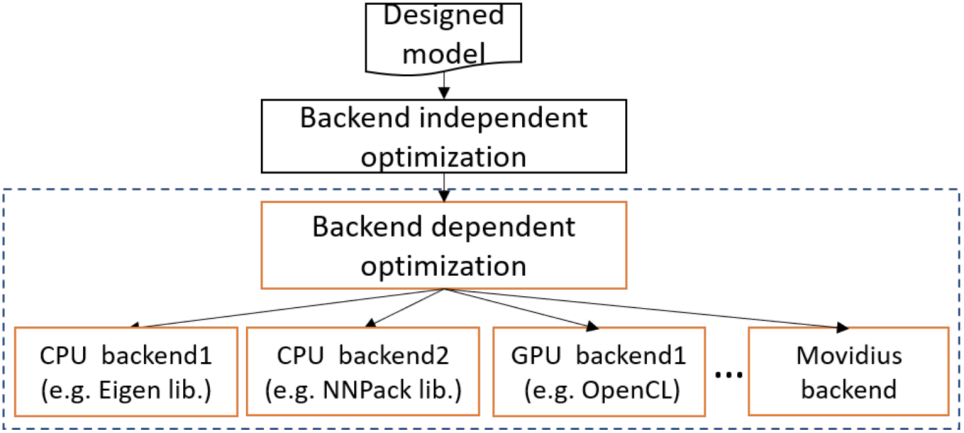 Designed
model
Backend independent
optimization
Backend dependent
optimization
CPU backend1
(e.g. Eigen lib.)
CPU backend2
(e.g. NNPack lib.)
GPU backend1
(e.g. OpenCL)
...
Movidius
backend